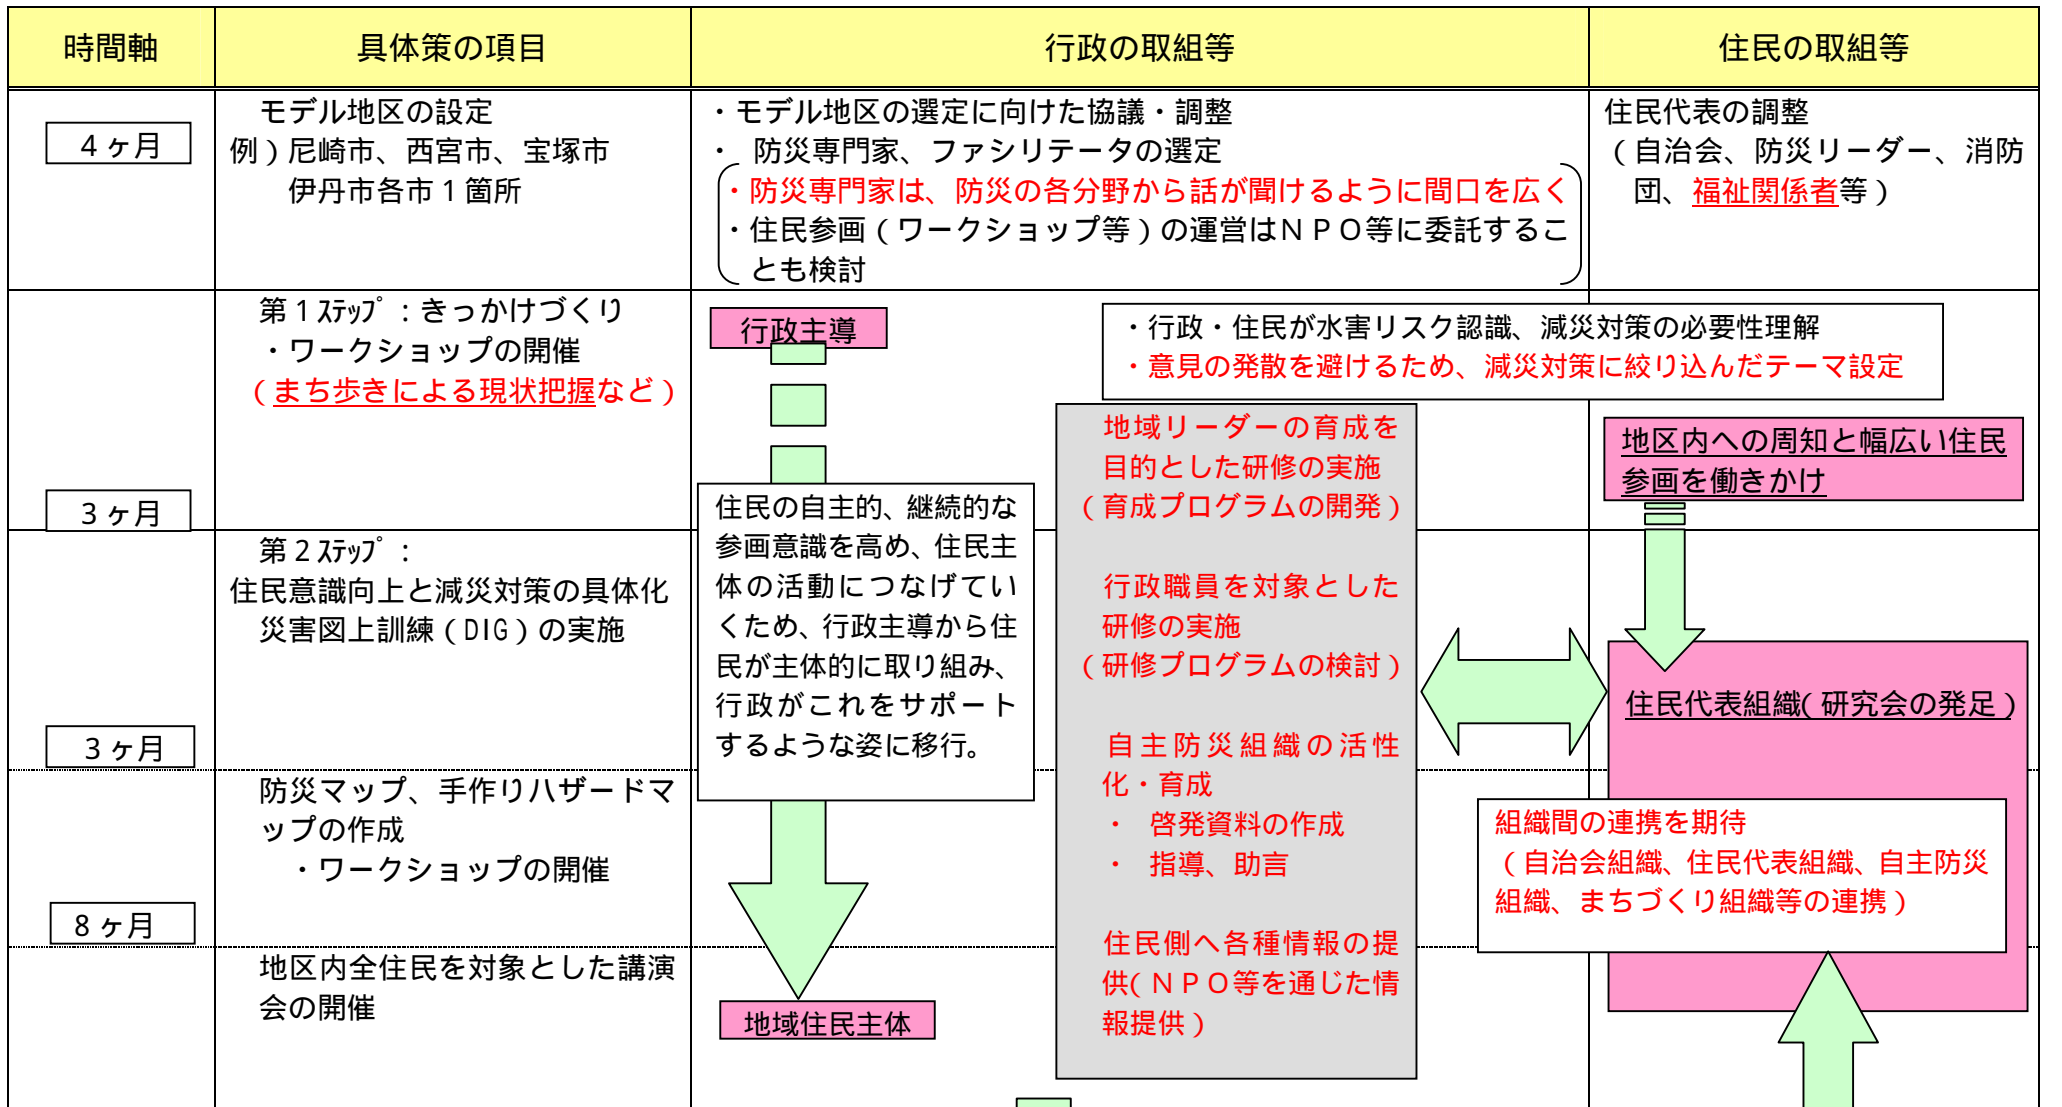 時間軸
具体策の項目
行政の取組等
住民の取組等
4ヶ月
モデル地区の設定
例）尼崎市、西宮市、宝塚市
伊丹市各市1箇所
・モデル地区の選定に向けた協議・調整
・ 防災専門家、ファシリテータの選定
・防災専門家は、防災の各分野から話が聞けるように間口を広く
・住民参画（ワークショップ等）の運営はＮＰＯ等に委託するこ
とも検討
住民代表の調整
（自治会、防災リーダー、消防
団、福祉関係者等）
3ヶ月
第1ｽﾃｯﾌﾟ：きっかけづくり
・ワークショップの開催
（まち歩きによる現状把握など）
行政主導
・行政・住民が水害リスク認識、減災対策の必要性理解
・意見の発散を避けるため、減災対策に絞り込んだテーマ設定
地区内への周知と幅広い住民
参画を働きかけ
3ヶ月
第2ｽﾃｯﾌﾟ：
住民意識向上と減災対策の具体化
災害図上訓練（DIG）の実施
住民の自主的、継続的な
参画意識を高め、住民主
体の活動につなげてい
くため、行政主導から住
民が主体的に取り組み、
行政がこれをサポート
するような姿に移行。
地域リーダーの育成を
目的とした研修の実施
（育成プログラムの開発）
行政職員を対象とした
研修の実施
（研修プログラムの検討）
自主防災組織の活性
化・育成
・ 啓発資料の作成
・ 指導、助言
住民側へ各種情報の提
供（ＮＰＯ等を通じた情
報提供）
住民代表組織（研究会の発足）
8ヶ月
防災マップ、手作りハザードマ
ップの作成
・ワークショップの開催
組織間の連携を期待
（自治会組織、住民代表組織、自主防災
組織、まちづくり組織等の連携）
地区内全住民を対象とした講演
会の開催
地域住民主体